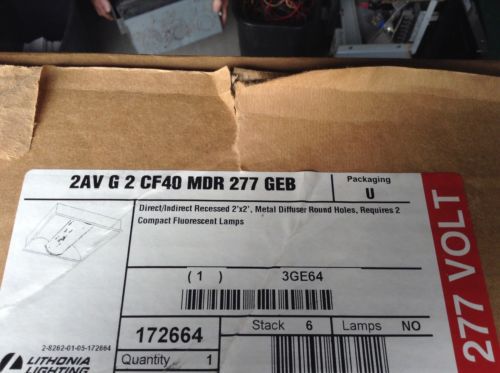 2AV G 2 CF40 MDR 277 GEB
Packaging
U
Direct/Indirect Recessed 2'x2', Metal Diffuser Round Holes, Requires 2
Compact Fluorescent Lamps
( 1 ) 3GE64
277 VOLT
2-8262-01-05-172664
172664
Stack 6
Lamps NO
Quantity 1
LITHONIA
LIGHTING